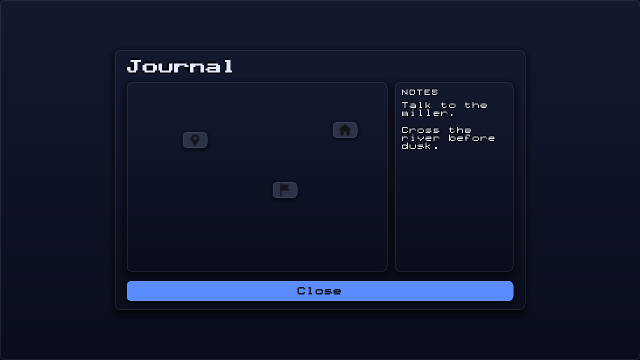 Journal
NOTES
Talk to the
miller.
Cross the
river before
dusk.
Close